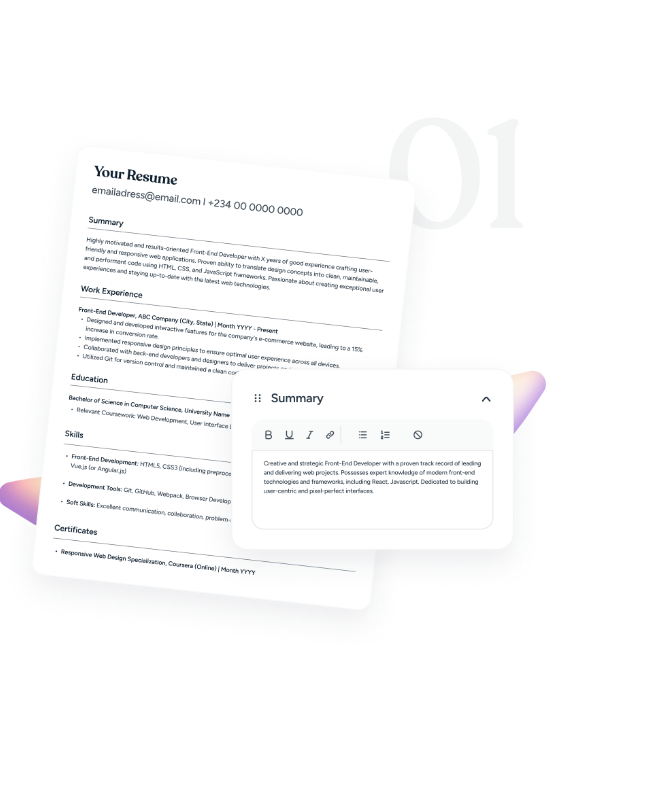 01
Your Resume
emailadress@email.com | +234 00 0000 0000
Summary
Highly motivated and results-oriented Front-End Developer with X years of good experience crafting user-
friendly and responsive web applications. Proven ability to translate design concepts into clean, maintainable,
and performant code using HTML, CSS, and JavaScript frameworks. Passionate about creating exceptional user
experiences and staying up-to-date with the latest web technologies.
Work Experience
Front-End Developer, ABC Company (City, State) | Month YYYY - Present
• Designed and developed interactive features for the company's e-commerce website, leading to a 15%
increase in conversion rate.
• Implemented responsive design principles to ensure optimal user experience across all devices.
• Collaborated with back-end developers and designers to deliver projects
• Utilized Git for version control and maintained a clean
Education
Bachelor of Science in Computer Science, University Name
• Relevant Coursework: Web Development, User Interface
Skills
• Front-End Development: HTML5, CSS3 (including preproce
Vue.js (or Angular.js)
• Development Tools: Git, GitHub, Webpack, Browser Develop
• Soft Skills: Excellent communication, collaboration, problem-
Certificates
• Responsive Web Design Specialization, Coursera (Online) | Month YYYY
Summary
B U I
Creative and strategic Front-End Developer with a proven track record of leading
and delivering web projects. Possesses expert knowledge of modern front-end
technologies and frameworks, including React, Javascript. Dedicated to building
user-centric and pixel-perfect interfaces.